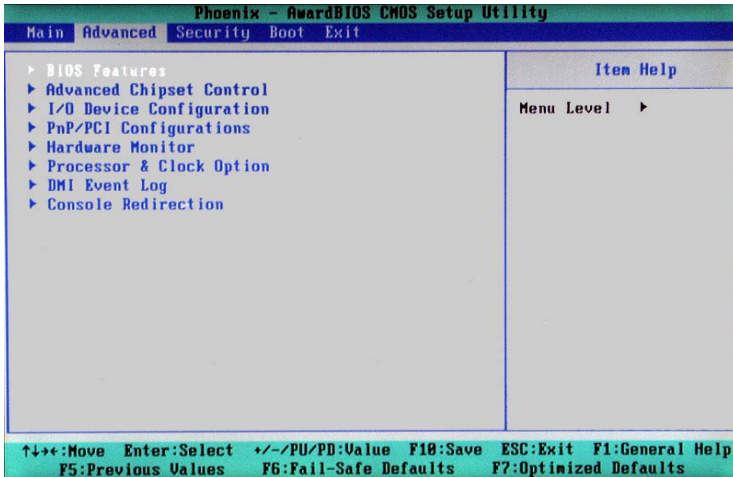 Phoenix - AwardBIOS CMOS Setup Utility
Main Advanced Security Boot Exit
▶ BIOS Features
▶ Advanced Chipset Control
▶ I/O Device Configuration
▶ PnP/PCI Configurations
▶ Hardware Monitor
▶ Processor & Clock Option
▶ DMI Event Log
▶ Console Redirection
Item Help
Menu Level ▶
↑↓→←:Move Enter:Select +/-/PU/PD:Value F10:Save ESC:Exit F1:General Help
F5:Previous Values F6:Fail-Safe Defaults F7:Optimized Defaults